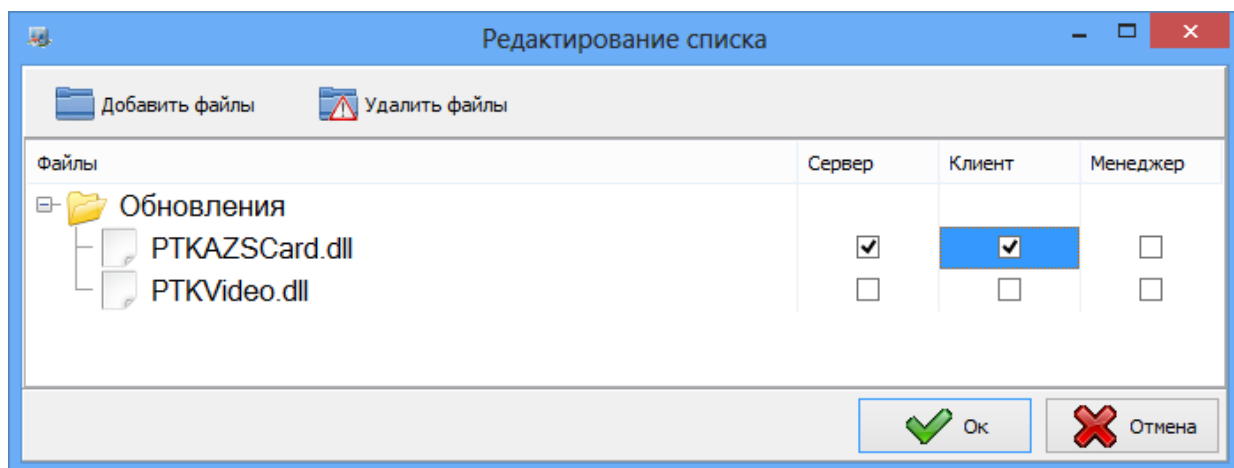 Редактирование списка
Добавить файлы Удалить файлы
Файлы Сервер Клиент Менеджер
Обновления
PTKAZSCard.dll
PTKVideo.dll
Ок Отмена